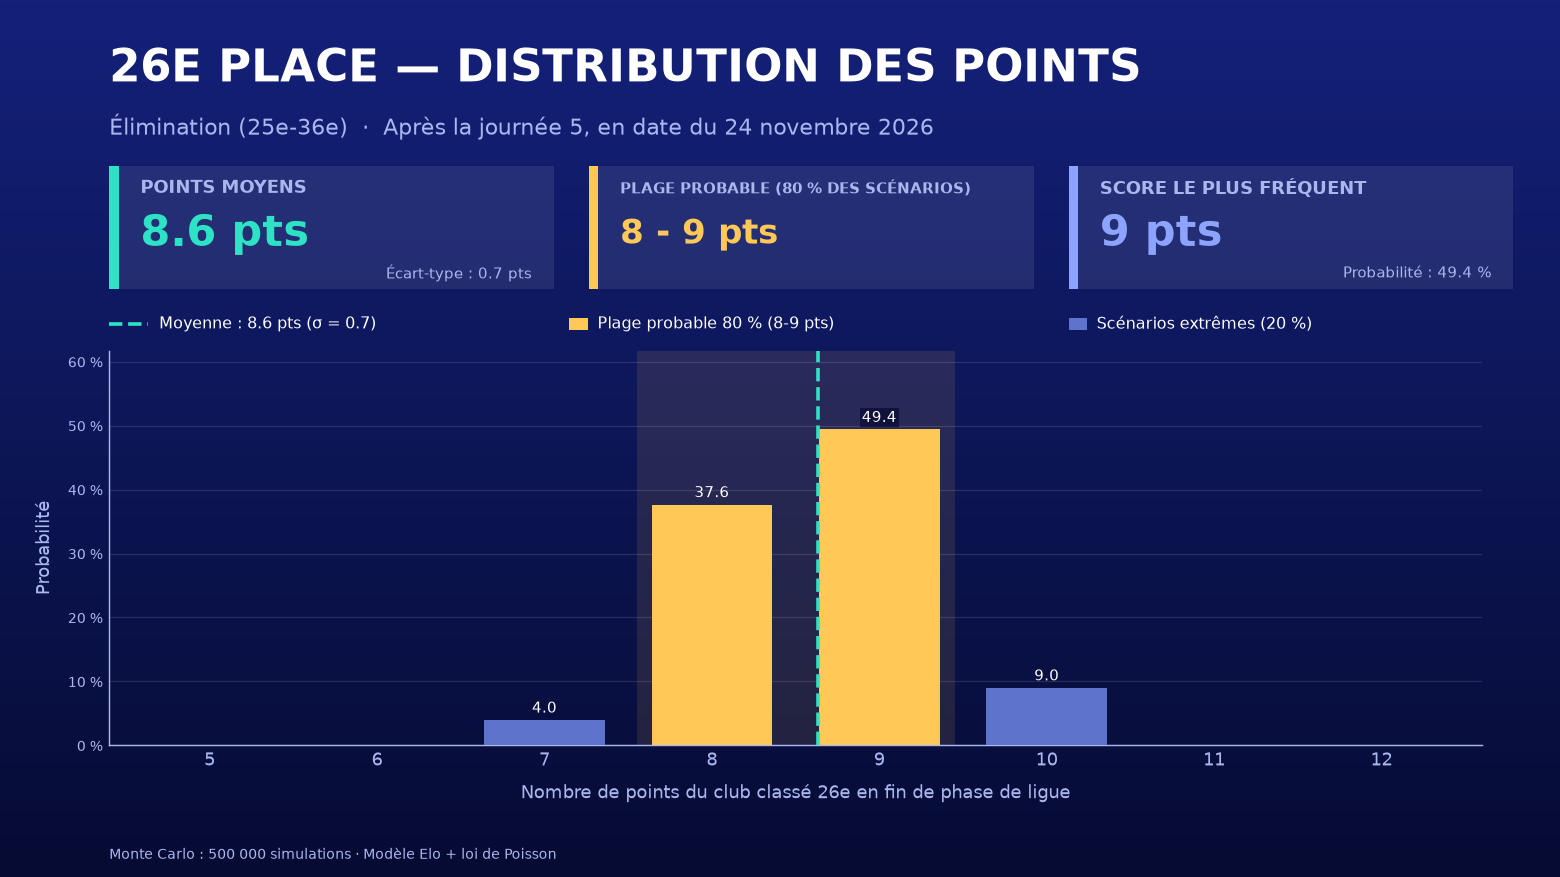 26E PLACE — DISTRIBUTION DES POINTS
Élimination (25e-36e) · Après la journée 5, en date du 24 novembre 2026
POINTS MOYENS
8.6 pts
Écart-type : 0.7 pts
PLAGE PROBABLE (80 % DES SCÉNARIOS)
8 - 9 pts
SCORE LE PLUS FRÉQUENT
9 pts
Probabilité : 49.4 %
Moyenne : 8.6 pts (σ = 0.7)
Plage probable 80 % (8-9 pts)
Scénarios extrêmes (20 %)
Probabilité
60 %
50 %
40 %
30 %
20 %
10 %
0 %
4.0
37.6
49.4
9.0
5 6 7 8 9 10 11 12
Nombre de points du club classé 26e en fin de phase de ligue
Monte Carlo : 500 000 simulations · Modèle Elo + loi de Poisson